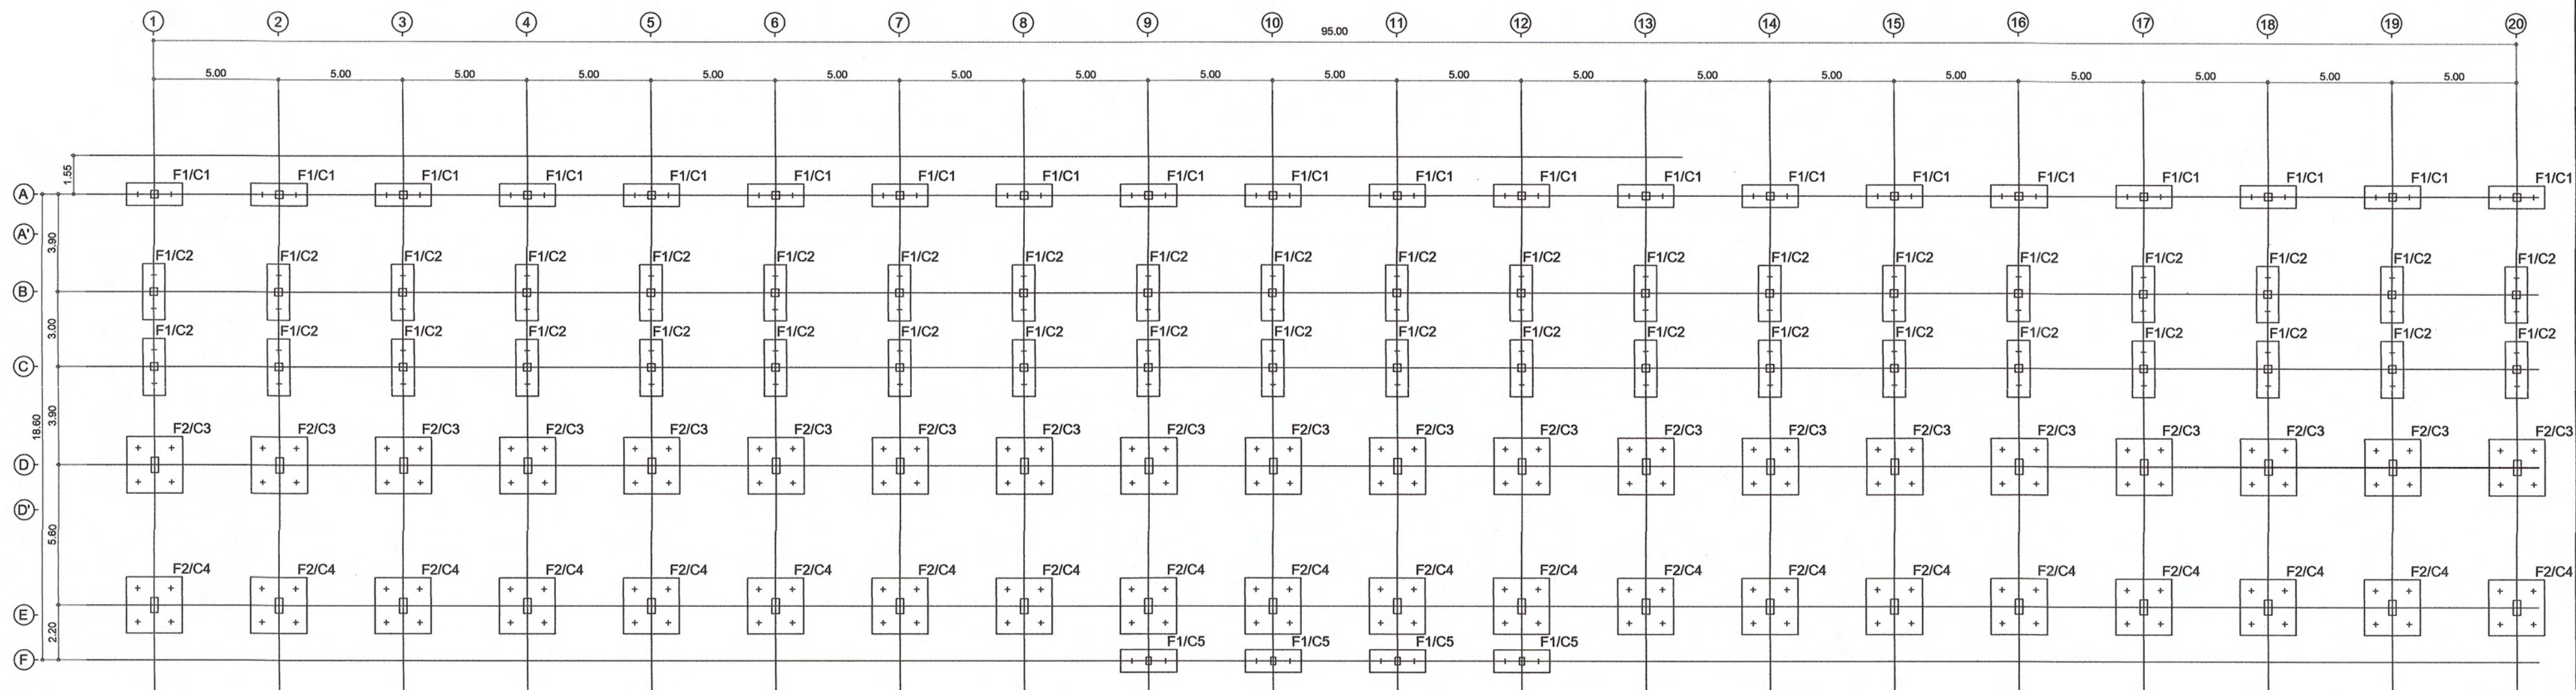 1 2 3 4 5 6 7 8 9 10 11 12 13 14 15 16 17 18 19 20
95.00
5.00 5.00 5.00 5.00 5.00 5.00 5.00 5.00 5.00 5.00 5.00 5.00 5.00 5.00 5.00 5.00 5.00 5.00 5.00
1.55
F1/C1 F1/C1 F1/C1 F1/C1 F1/C1 F1/C1 F1/C1 F1/C1 F1/C1 F1/C1 F1/C1 F1/C1 F1/C1 F1/C1 F1/C1 F1/C1 F1/C1 F1/C1 F1/C1 F1/C1
A
A'
3.90
F1/C2 F1/C2 F1/C2 F1/C2 F1/C2 F1/C2 F1/C2 F1/C2 F1/C2 F1/C2 F1/C2 F1/C2 F1/C2 F1/C2 F1/C2 F1/C2 F1/C2 F1/C2 F1/C2 F1/C2
B
3.00
F1/C2 F1/C2 F1/C2 F1/C2 F1/C2 F1/C2 F1/C2 F1/C2 F1/C2 F1/C2 F1/C2 F1/C2 F1/C2 F1/C2 F1/C2 F1/C2 F1/C2 F1/C2 F1/C2 F1/C2
C
3.90
18.60
F2/C3 F2/C3 F2/C3 F2/C3 F2/C3 F2/C3 F2/C3 F2/C3 F2/C3 F2/C3 F2/C3 F2/C3 F2/C3 F2/C3 F2/C3 F2/C3 F2/C3 F2/C3 F2/C3 F2/C3
D
D'
5.60
F2/C4 F2/C4 F2/C4 F2/C4 F2/C4 F2/C4 F2/C4 F2/C4 F2/C4 F2/C4 F2/C4 F2/C4 F2/C4 F2/C4 F2/C4 F2/C4 F2/C4 F2/C4 F2/C4 F2/C4
E
2.20
F1/C5 F1/C5 F1/C5 F1/C5
F